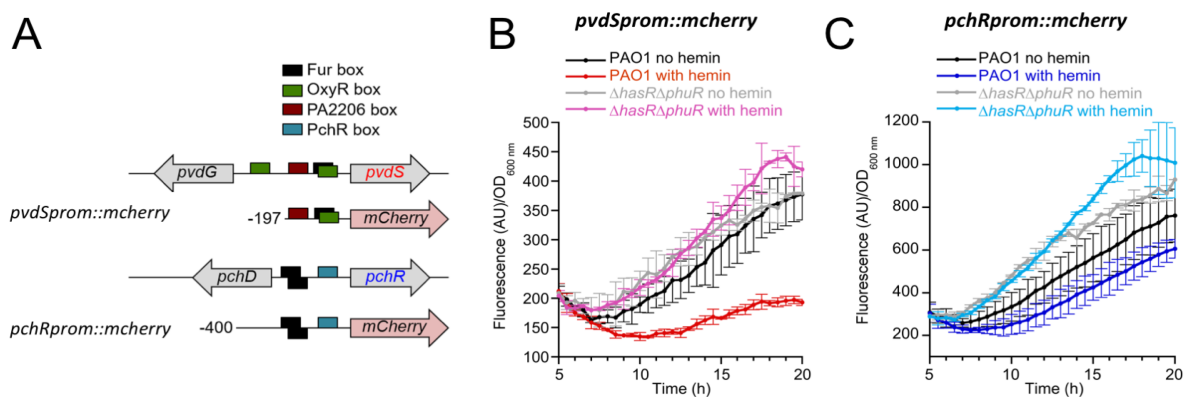 A
Fur box
OxyR box
PA2206 box
PchR box
pvdG
pvdS
pvdSprom::mcherry
-197
mCherry
pchD
pchR
pchRprom::mcherry
-400
mCherry
B
pvdSprom::mcherry
PAO1 no hemin
PAO1 with hemin
ΔhasRΔphuR no hemin
ΔhasRΔphuR with hemin
Fluorescence (AU)/OD600 nm
500
450
400
350
300
250
200
150
100
5
10
15
20
Time (h)
C
pchRprom::mcherry
PAO1 no hemin
PAO1 with hemin
ΔhasRΔphuR no hemin
ΔhasRΔphuR with hemin
Fluorescence (AU)/OD600 nm
1200
1000
800
600
400
200
5
10
15
20
Time (h)